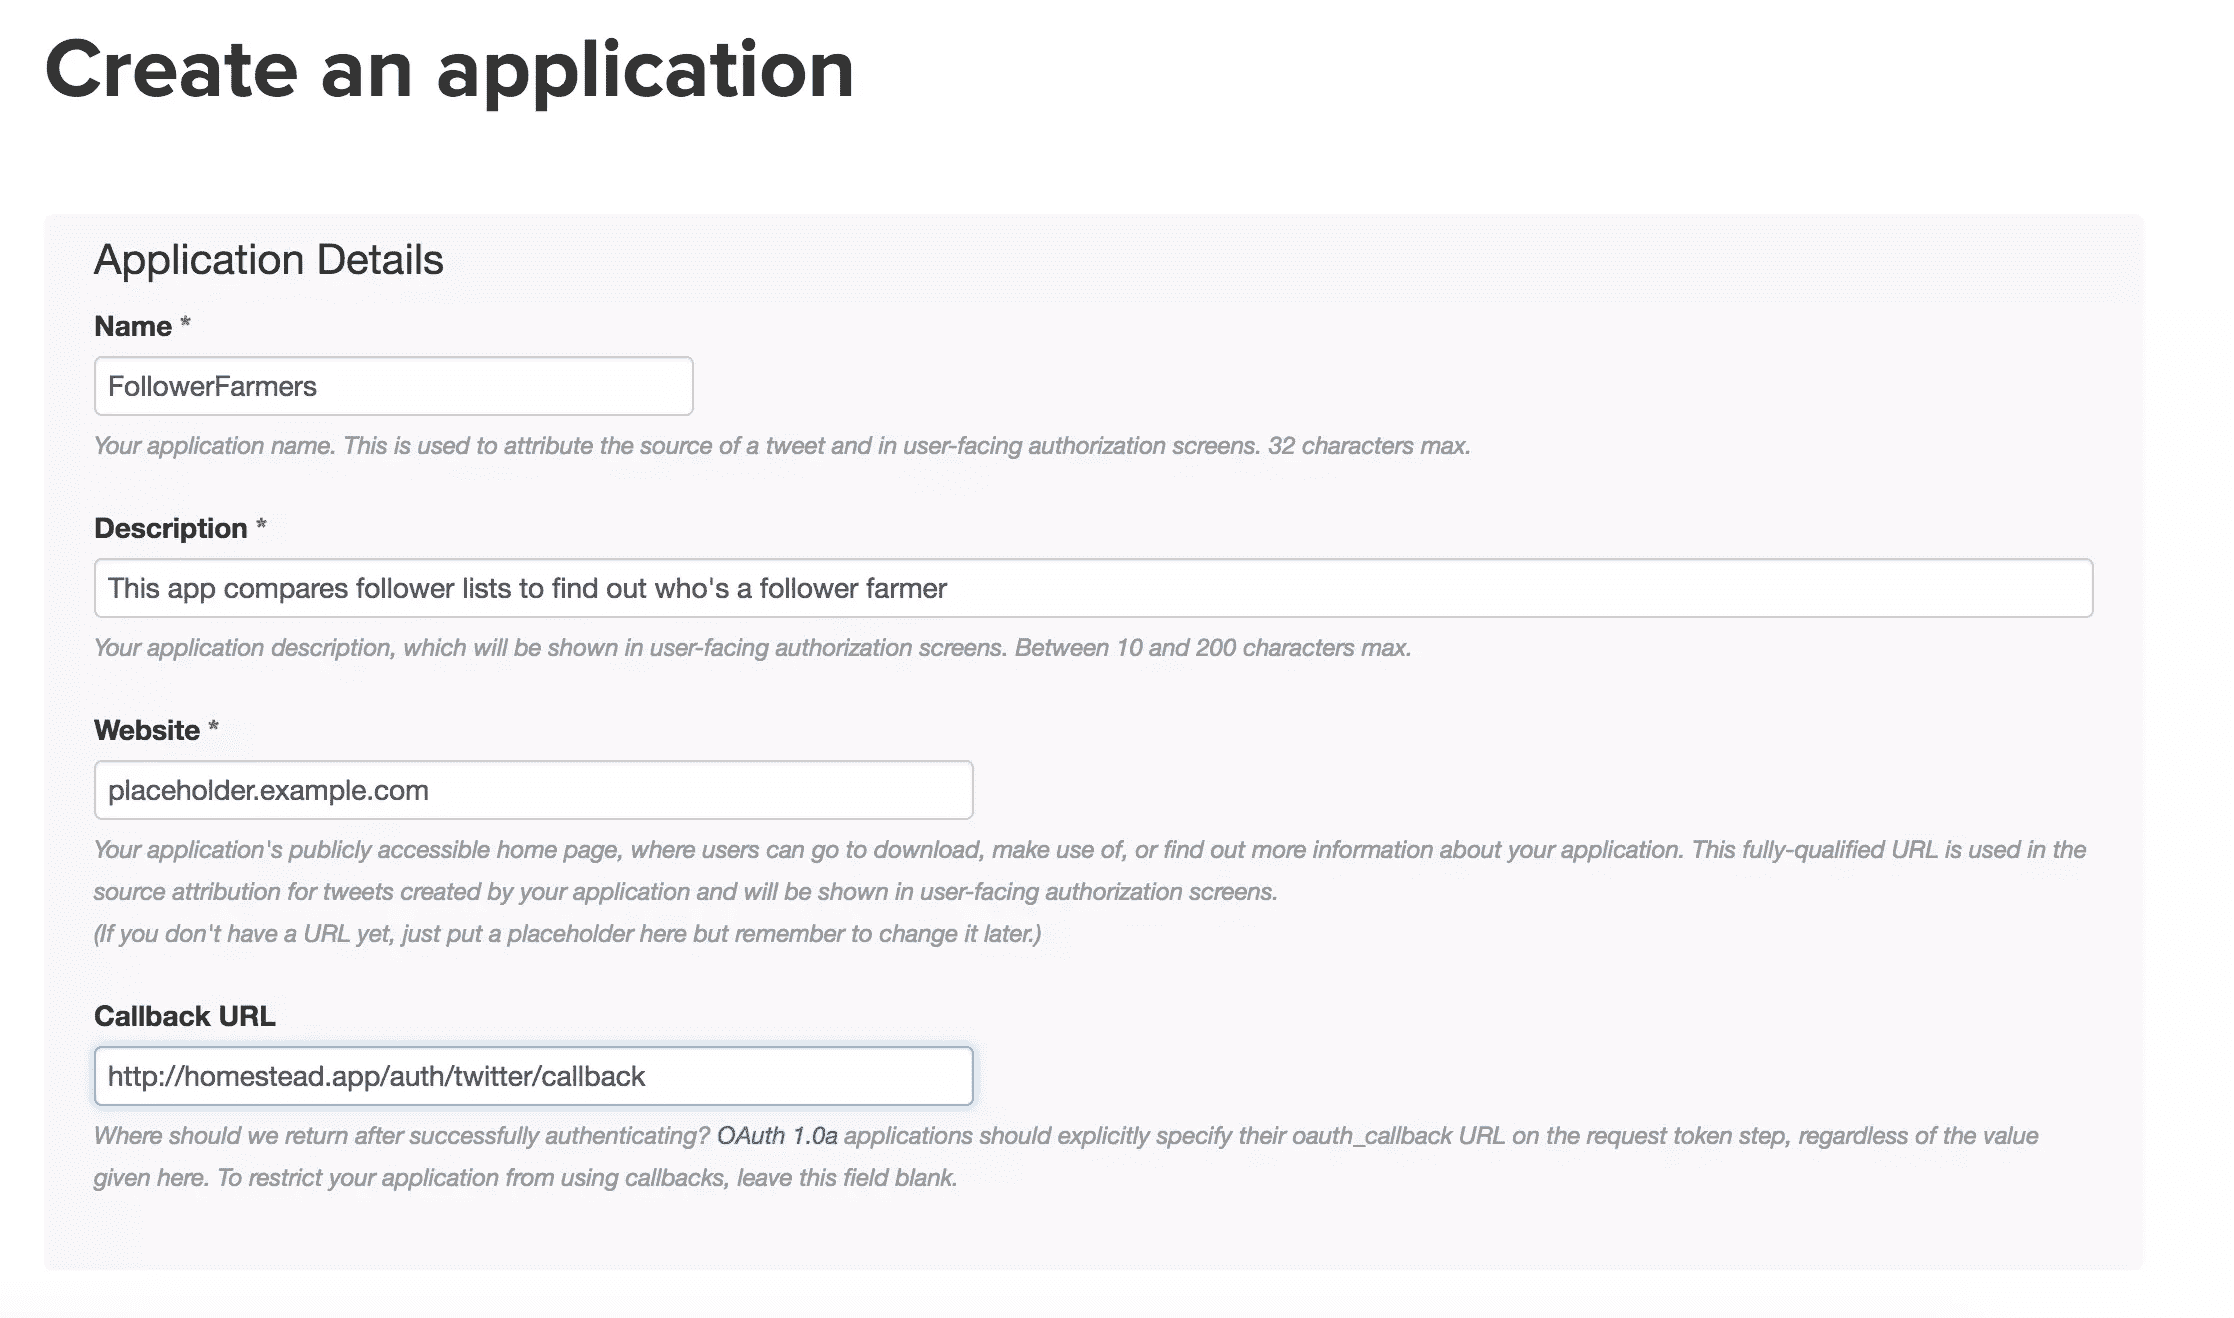 Create an application
Application Details
Name *
FollowerFarmers
Your application name. This is used to attribute the source of a tweet and in user-facing authorization screens. 32 characters max.
Description *
This app compares follower lists to find out who's a follower farmer
Your application description, which will be shown in user-facing authorization screens. Between 10 and 200 characters max.
Website *
placeholder.example.com
Your application's publicly accessible home page, where users can go to download, make use of, or find out more information about your application. This fully-qualified URL is used in the
source attribution for tweets created by your application and will be shown in user-facing authorization screens.
(If you don't have a URL yet, just put a placeholder here but remember to change it later.)
Callback URL
http://homestead.app/auth/twitter/callback
Where should we return after successfully authenticating? OAuth 1.0a applications should explicitly specify their oauth_callback URL on the request token step, regardless of the value
given here. To restrict your application from using callbacks, leave this field blank.